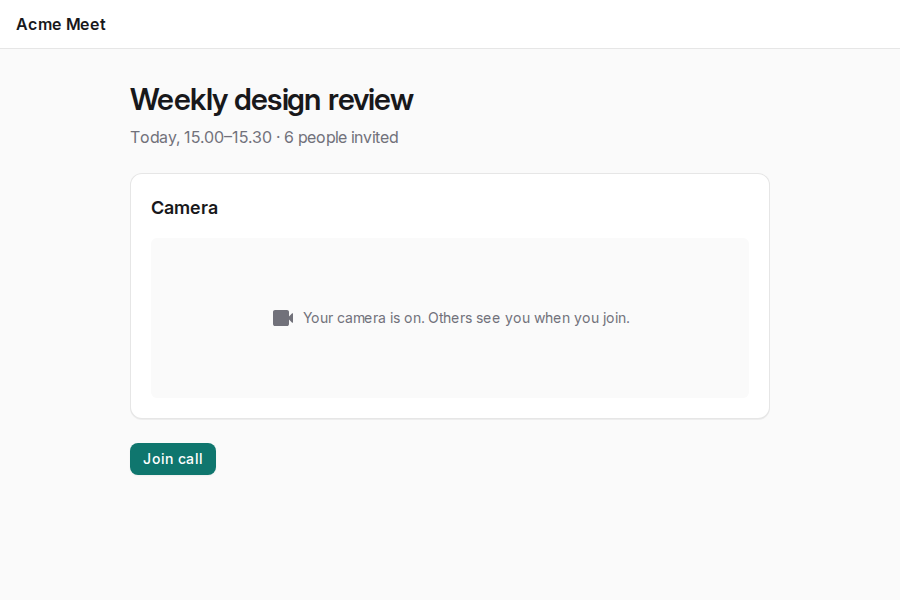 Acme Meet
Weekly design review
Today, 15.00–15.30 · 6 people invited
Camera
Your camera is on. Others see you when you join.
Join call